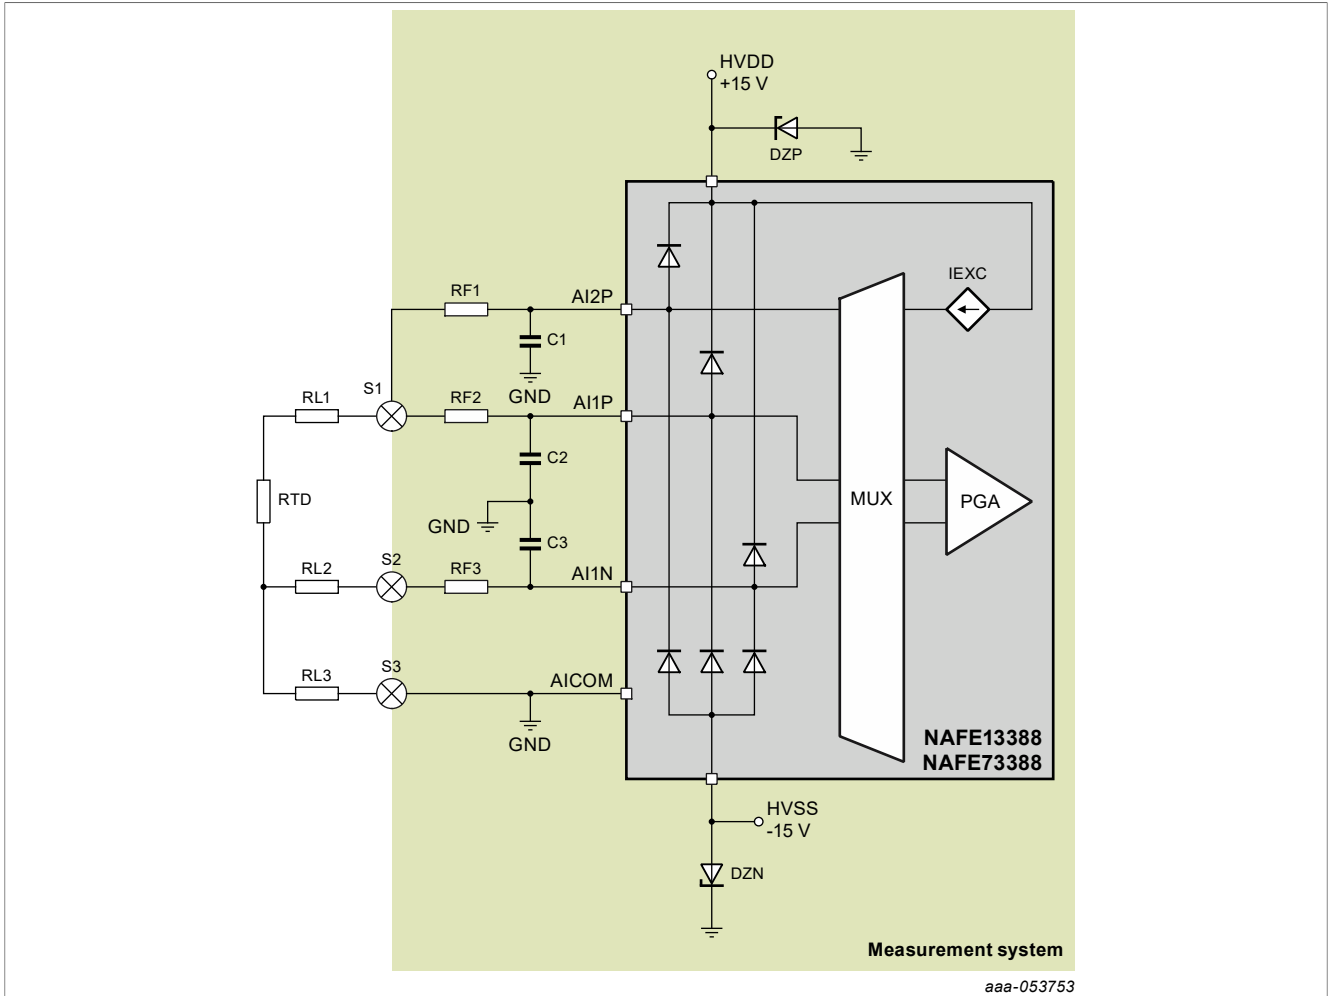 HVDD
+15 V
DZP
IEXC
RF1
AI2P
C1
GND
S1
RL1
RF2
AI1P
C2
RTD
GND
MUX
PGA
C3
S2
RL2
RF3
AI1N
S3
RL3
AICOM
GND
NAFE13388
NAFE73388
HVSS
-15 V
DZN
Measurement system
aaa-053753